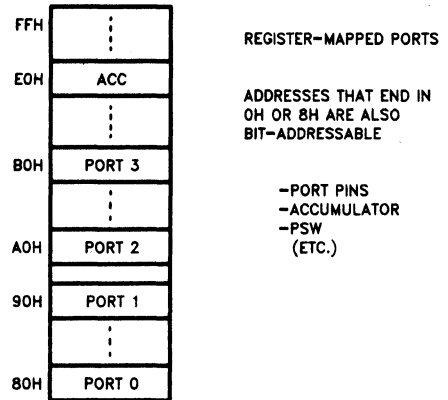 FFH
REGISTER-MAPPED PORTS
E0H ACC
ADDRESSES THAT END IN
0H OR 8H ARE ALSO
BIT-ADDRESSABLE
B0H PORT 3
-PORT PINS
-ACCUMULATOR
-PSW
(ETC.)
A0H PORT 2
90H PORT 1
80H PORT 0